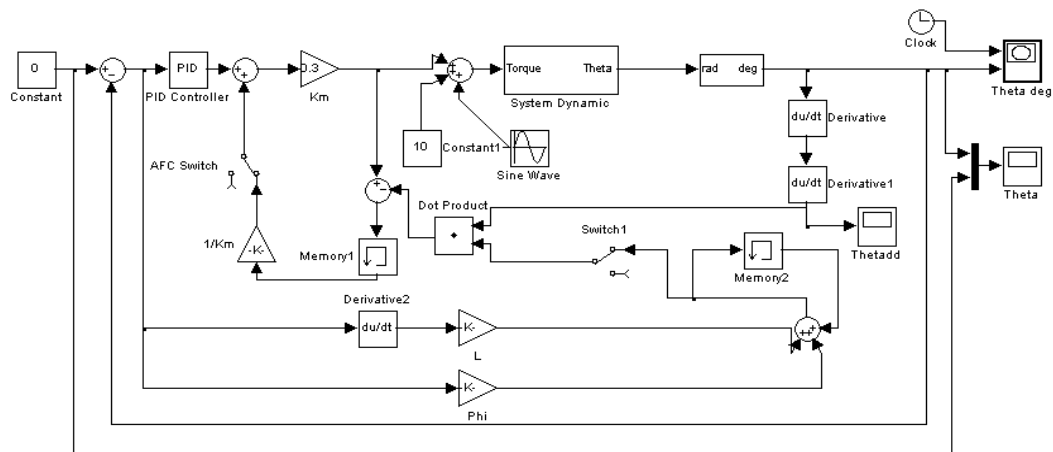 Clock
0
Constant
PID
PID Controller
0.3
Km
Torque
Theta
System Dynamic
rad
deg
Theta deg
10
Constant1
Sine Wave
du/dt
Derivative
AFC Switch
du/dt
Derivative1
Theta
Dot Product
1/Km
-K-
Memory1
Switch1
Memory2
Thetadd
Derivative2
du/dt
K-
L
K-
Phi